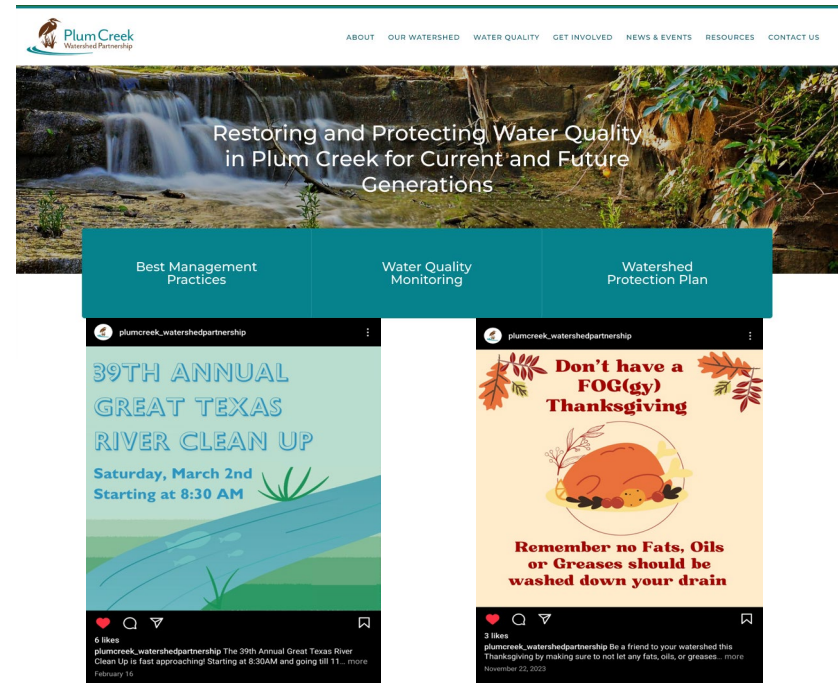 Plum Creek
Watershed Partnership
ABOUT OUR WATERSHED WATER QUALITY GET INVOLVED NEWS & EVENTS RESOURCES CONTACT US
Restoring and Protecting Water Quality
in Plum Creek for Current and Future
Generations
Best Management
Practices
Water Quality
Monitoring
Watershed
Protection Plan
plumcreek_watershedpartnership
39TH ANNUAL
GREAT TEXAS
RIVER CLEAN UP
Saturday, March 2nd
Starting at 8:30 AM
6 likes
plumcreek_watershedpartnership The 39th Annual Great Texas River
Clean Up is fast approaching! Starting at 8:30AM and going till 11... more
February 16
plumcreek_watershedpartnership
Don't have a
FOG(gy)
Thanksgiving
Remember no Fats, Oils
or Greases should be
washed down your drain
3 likes
plumcreek_watershedpartnership Be a friend to your watershed this
Thanksgiving by making sure to not let any fats, oils, or greases... more
November 22, 2023